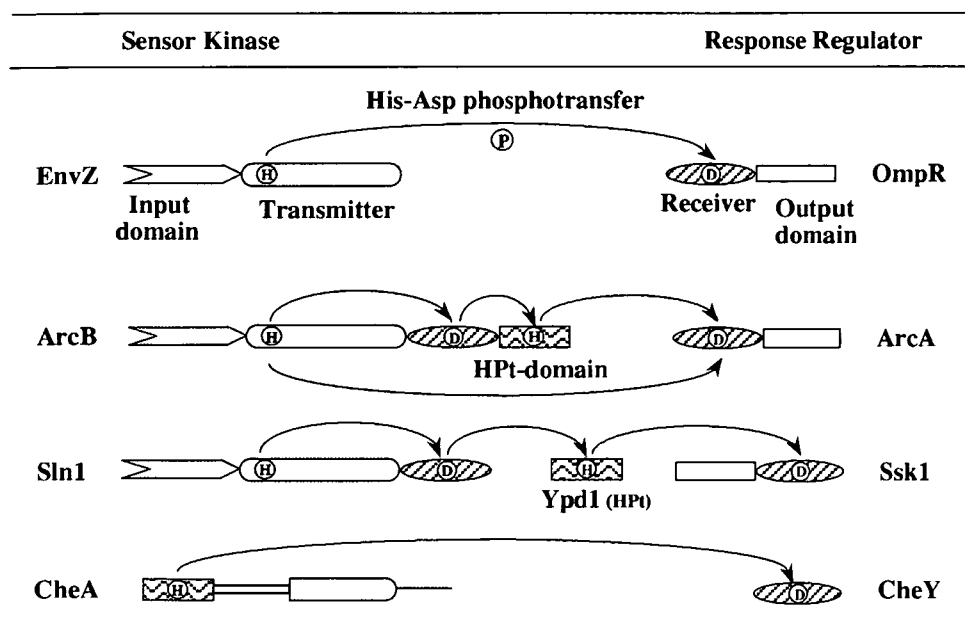 Sensor Kinase Response Regulator
His-Asp phosphotransfer
P
EnvZ H D OmpR
Input domain Transmitter Receiver Output domain
ArcB H D H D ArcA
HPt-domain
Sln1 H D H D Ssk1
Ypd1 (HPt)
CheA H D CheY